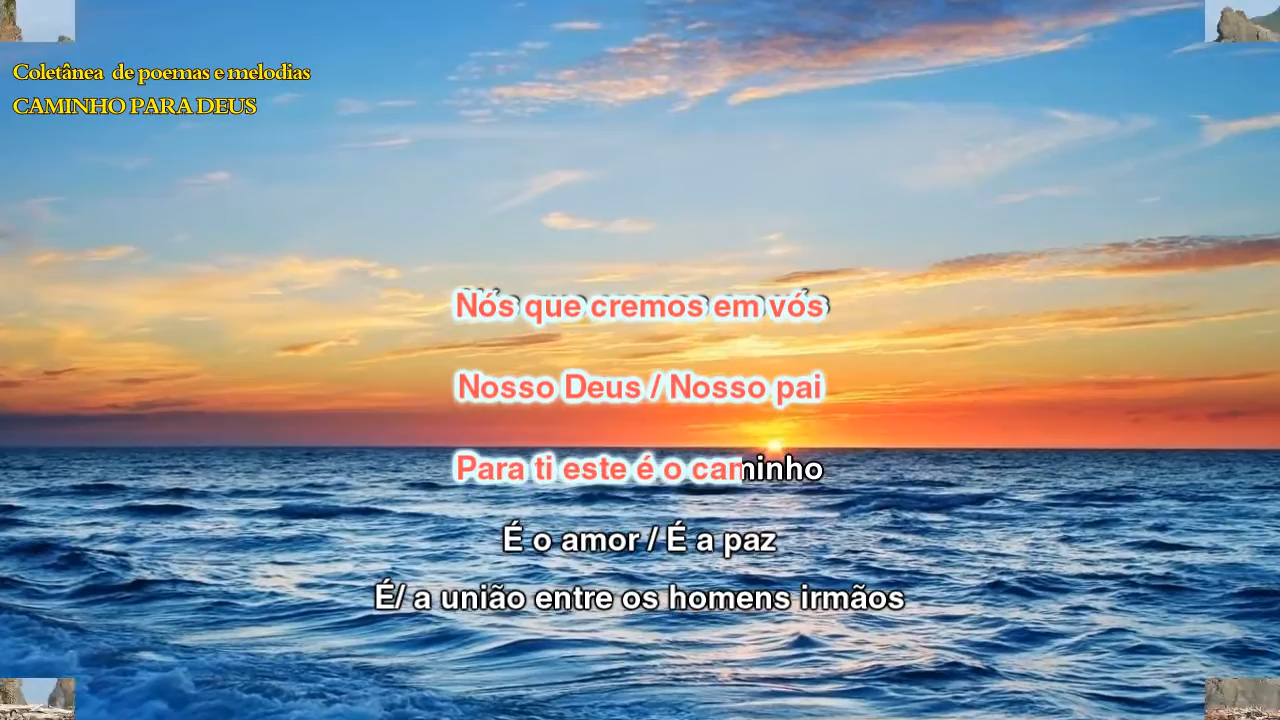 Coletânea de poemas e melodias
CAMINHO PARA DEUS
Nós que cremos em vós
Nosso Deus / Nosso pai
Para ti este é o caminho
É o amor / É a paz
É/ a união entre os homens irmãos